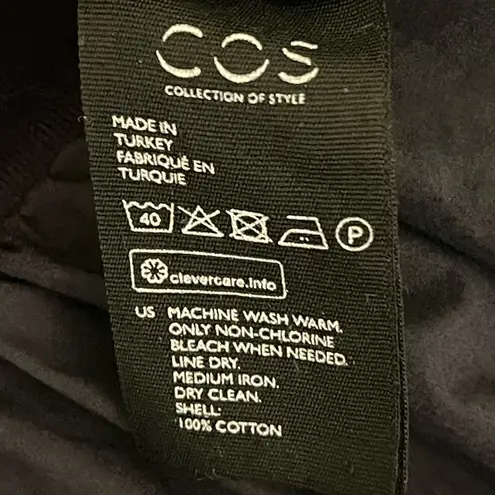 COS
COLLECTION OF STYLE
MADE IN
TURKEY
FABRIQUÉ EN
TURQUIE
40 P
clevercare.info
US MACHINE WASH WARM.
ONLY NON-CHLORINE
BLEACH WHEN NEEDED.
LINE DRY.
MEDIUM IRON.
DRY CLEAN.
SHELL:
100% COTTON